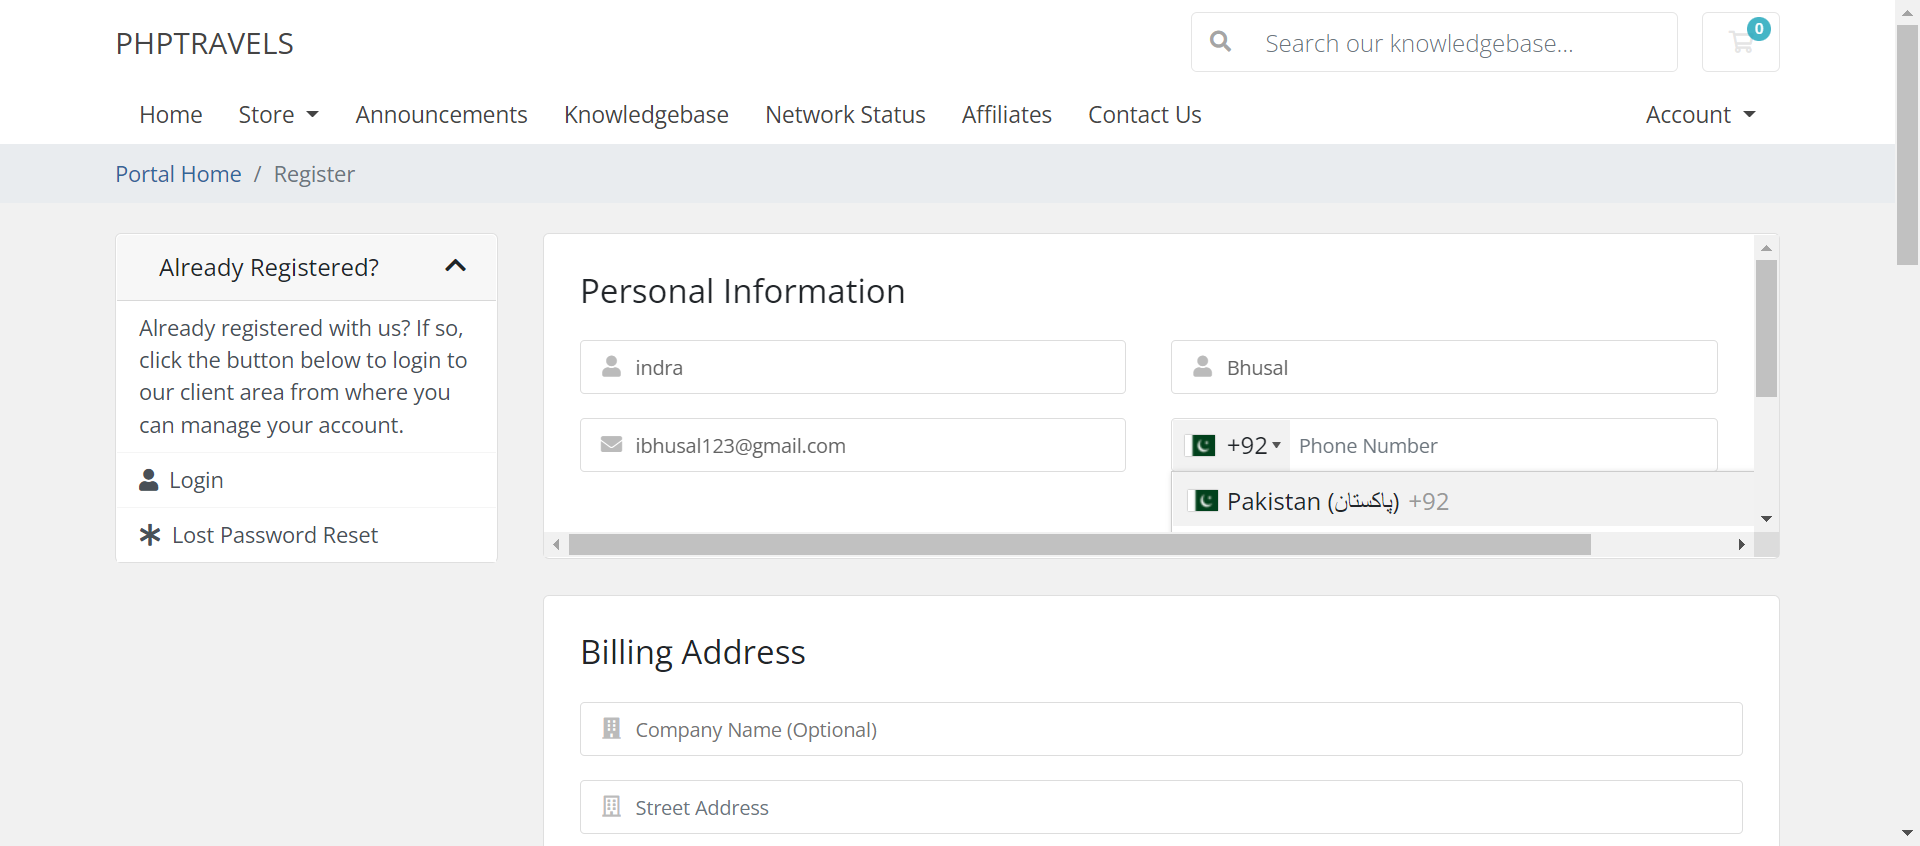 PHPTRAVELS
Search our knowledgebase...
0
Home Store Announcements Knowledgebase Network Status Affiliates Contact Us Account
Portal Home / Register
Already Registered?
Already registered with us? If so,
click the button below to login to
our client area from where you
can manage your account.
Login
Lost Password Reset
Personal Information
indra
Bhusal
ibhusal123@gmail.com
+92 Phone Number
Pakistan (پاکستان) +92
Billing Address
Company Name (Optional)
Street Address